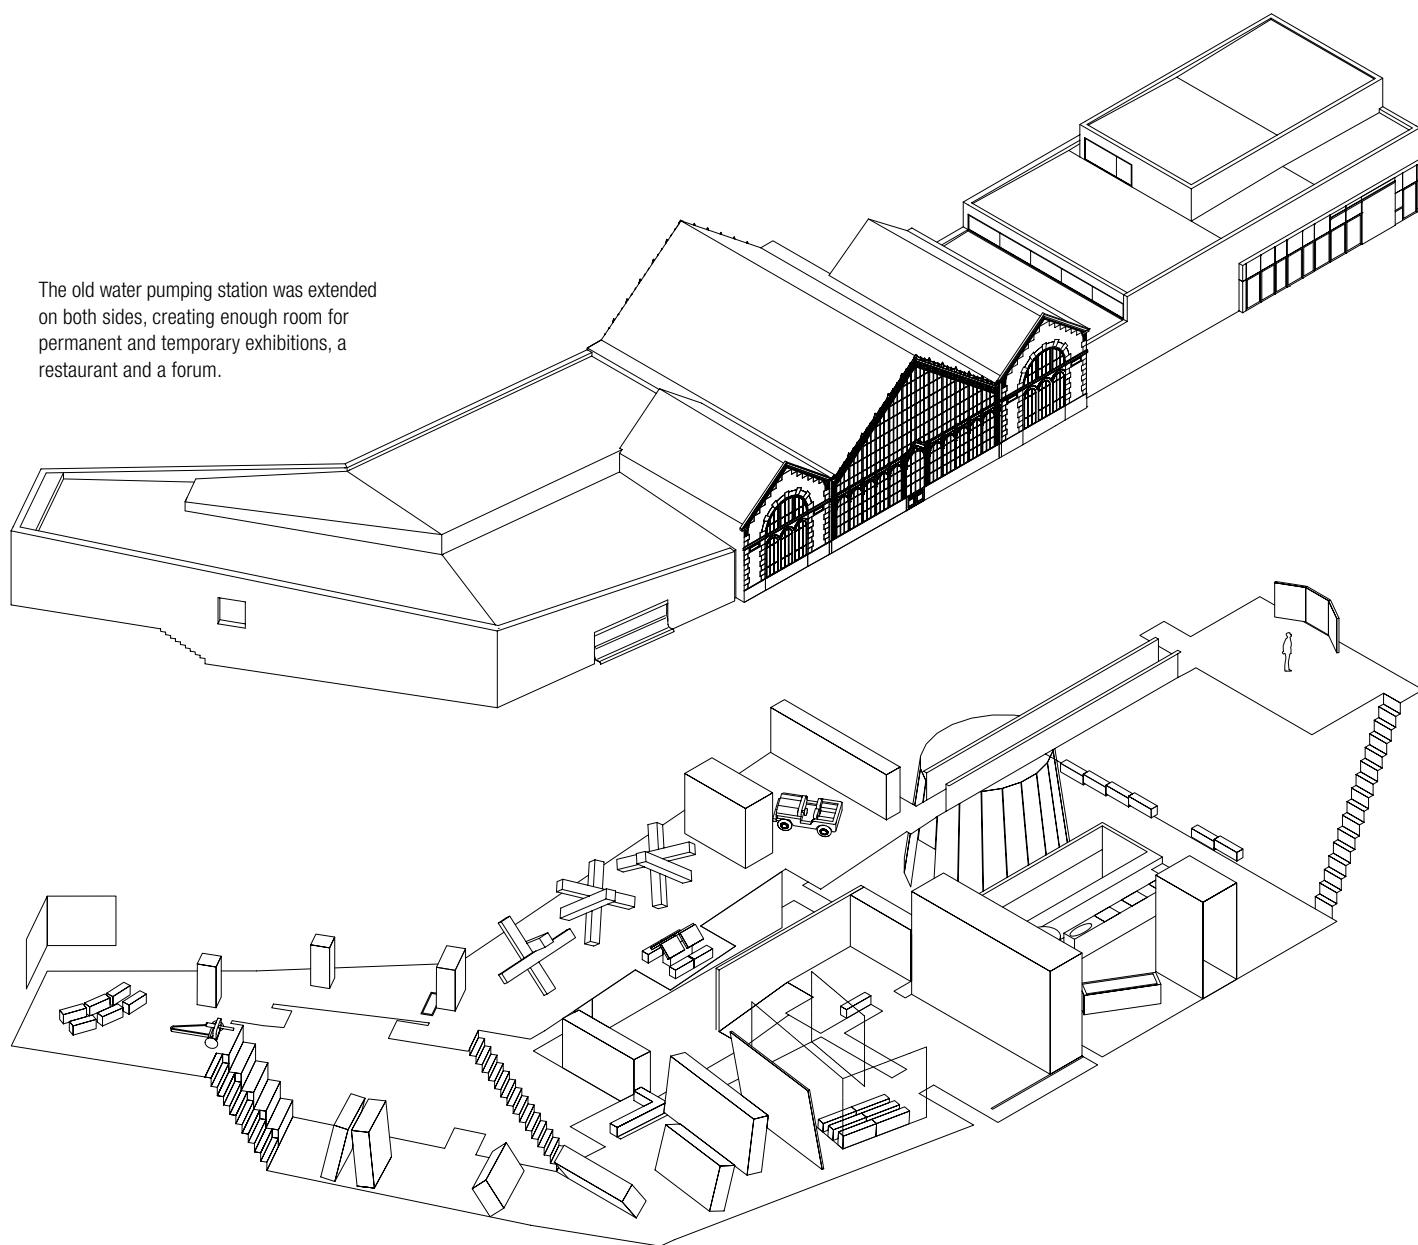 The old water pumping station was extended
on both sides, creating enough room for
permanent and temporary exhibitions, a
restaurant and a forum.